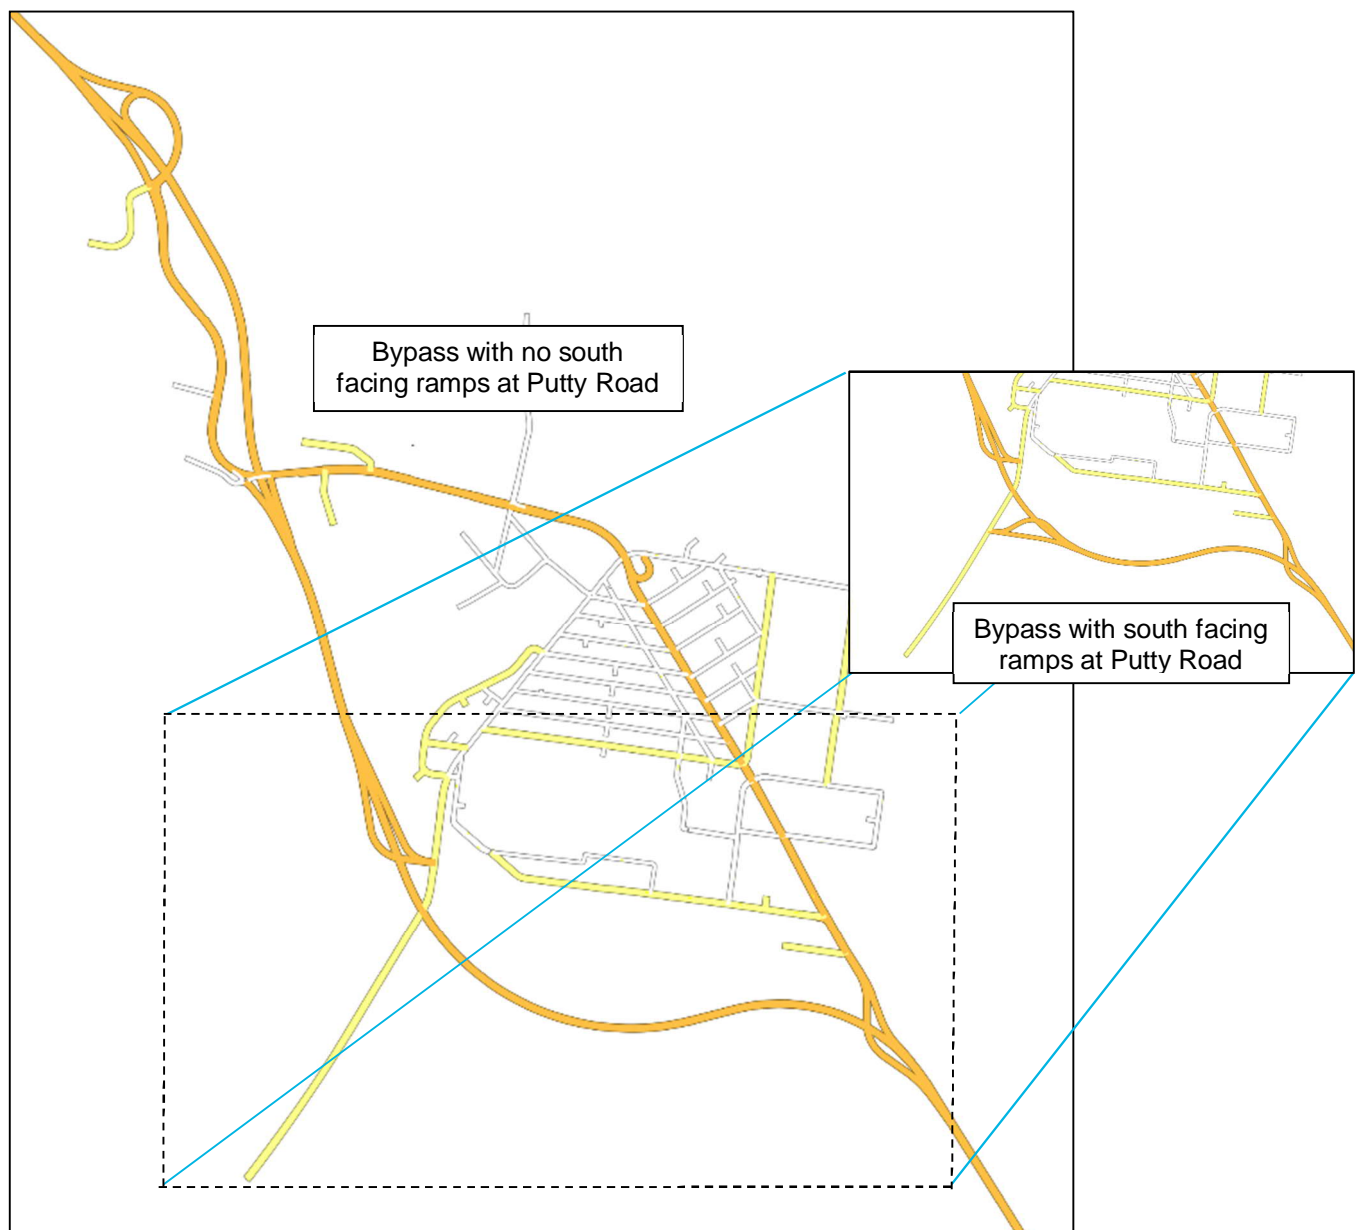 Bypass with no south
facing ramps at Putty Road
Bypass with south facing
ramps at Putty Road